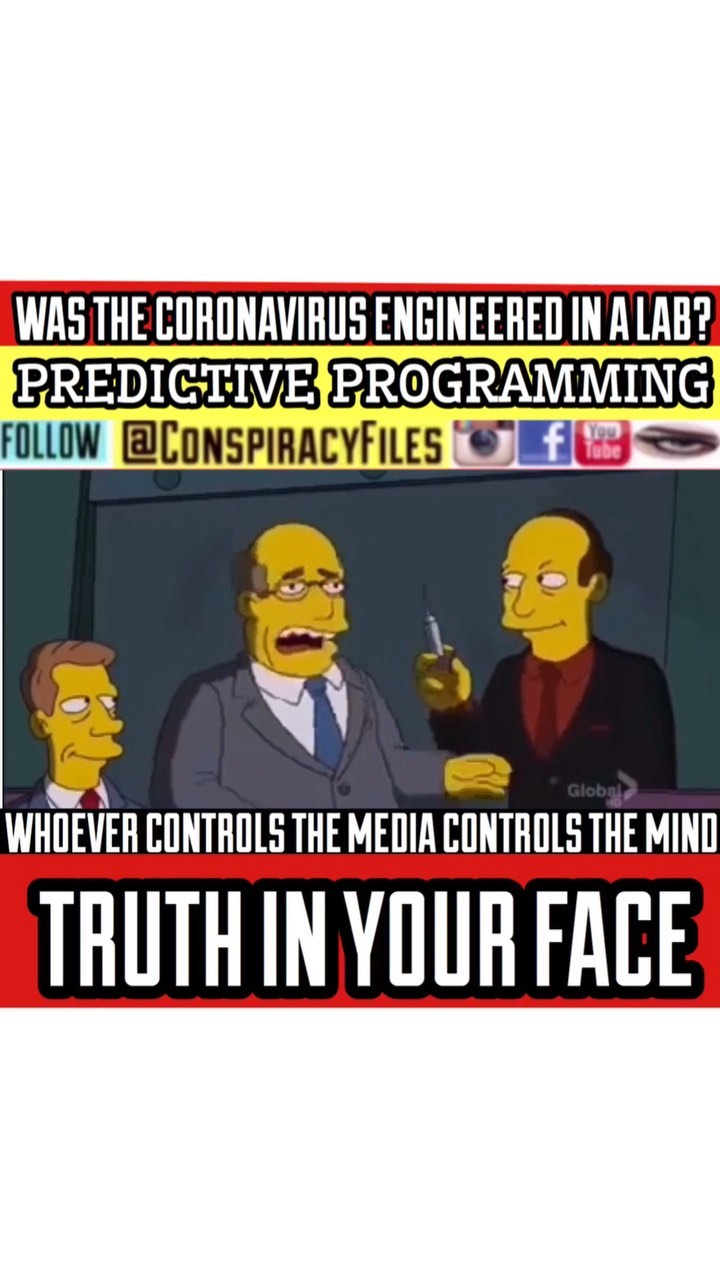 WAS THE CORONAVIRUS ENGINEERED IN A LAB?
PREDICTIVE PROGRAMMING
FOLLOW @CONSPIRACYFILES f You Tube
Global
HD
WHOEVER CONTROLS THE MEDIA CONTROLS THE MIND
TRUTH IN YOUR FACE